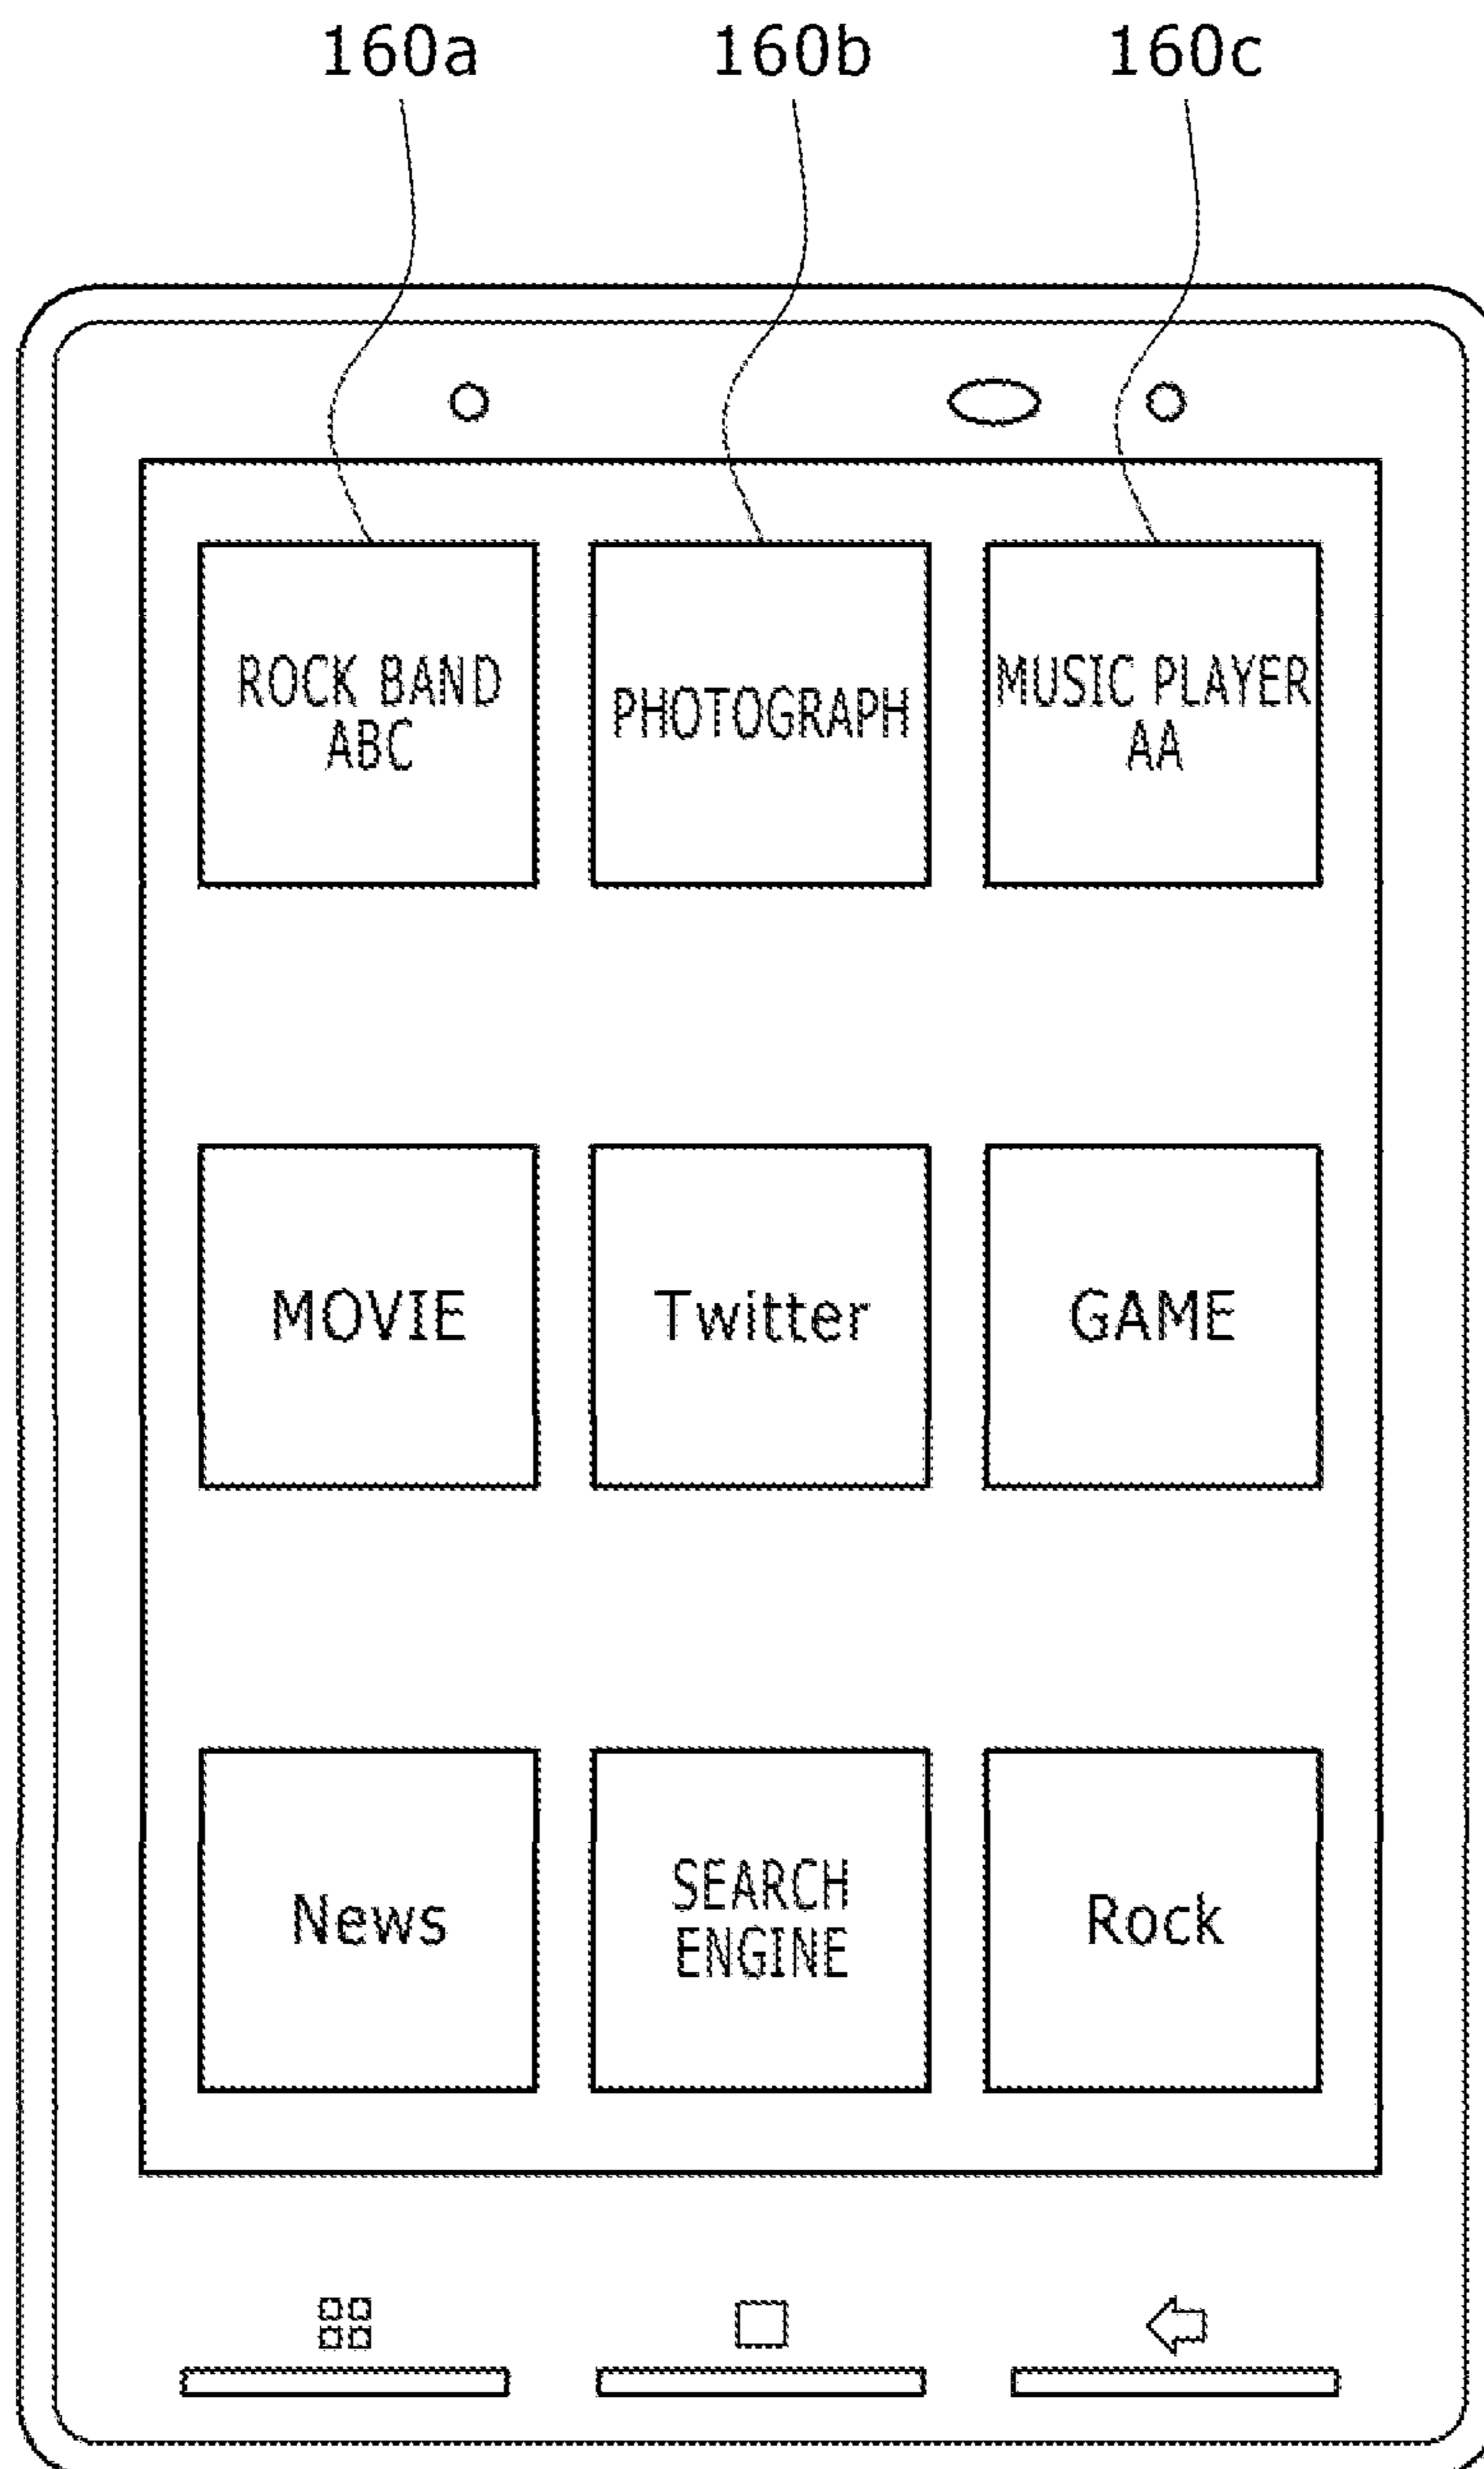 160a 160b 160c
ROCK BAND
ABC
PHOTOGRAPH
MUSIC PLAYER
AA
MOVIE
Twitter
GAME
News
SEARCH
ENGINE
Rock